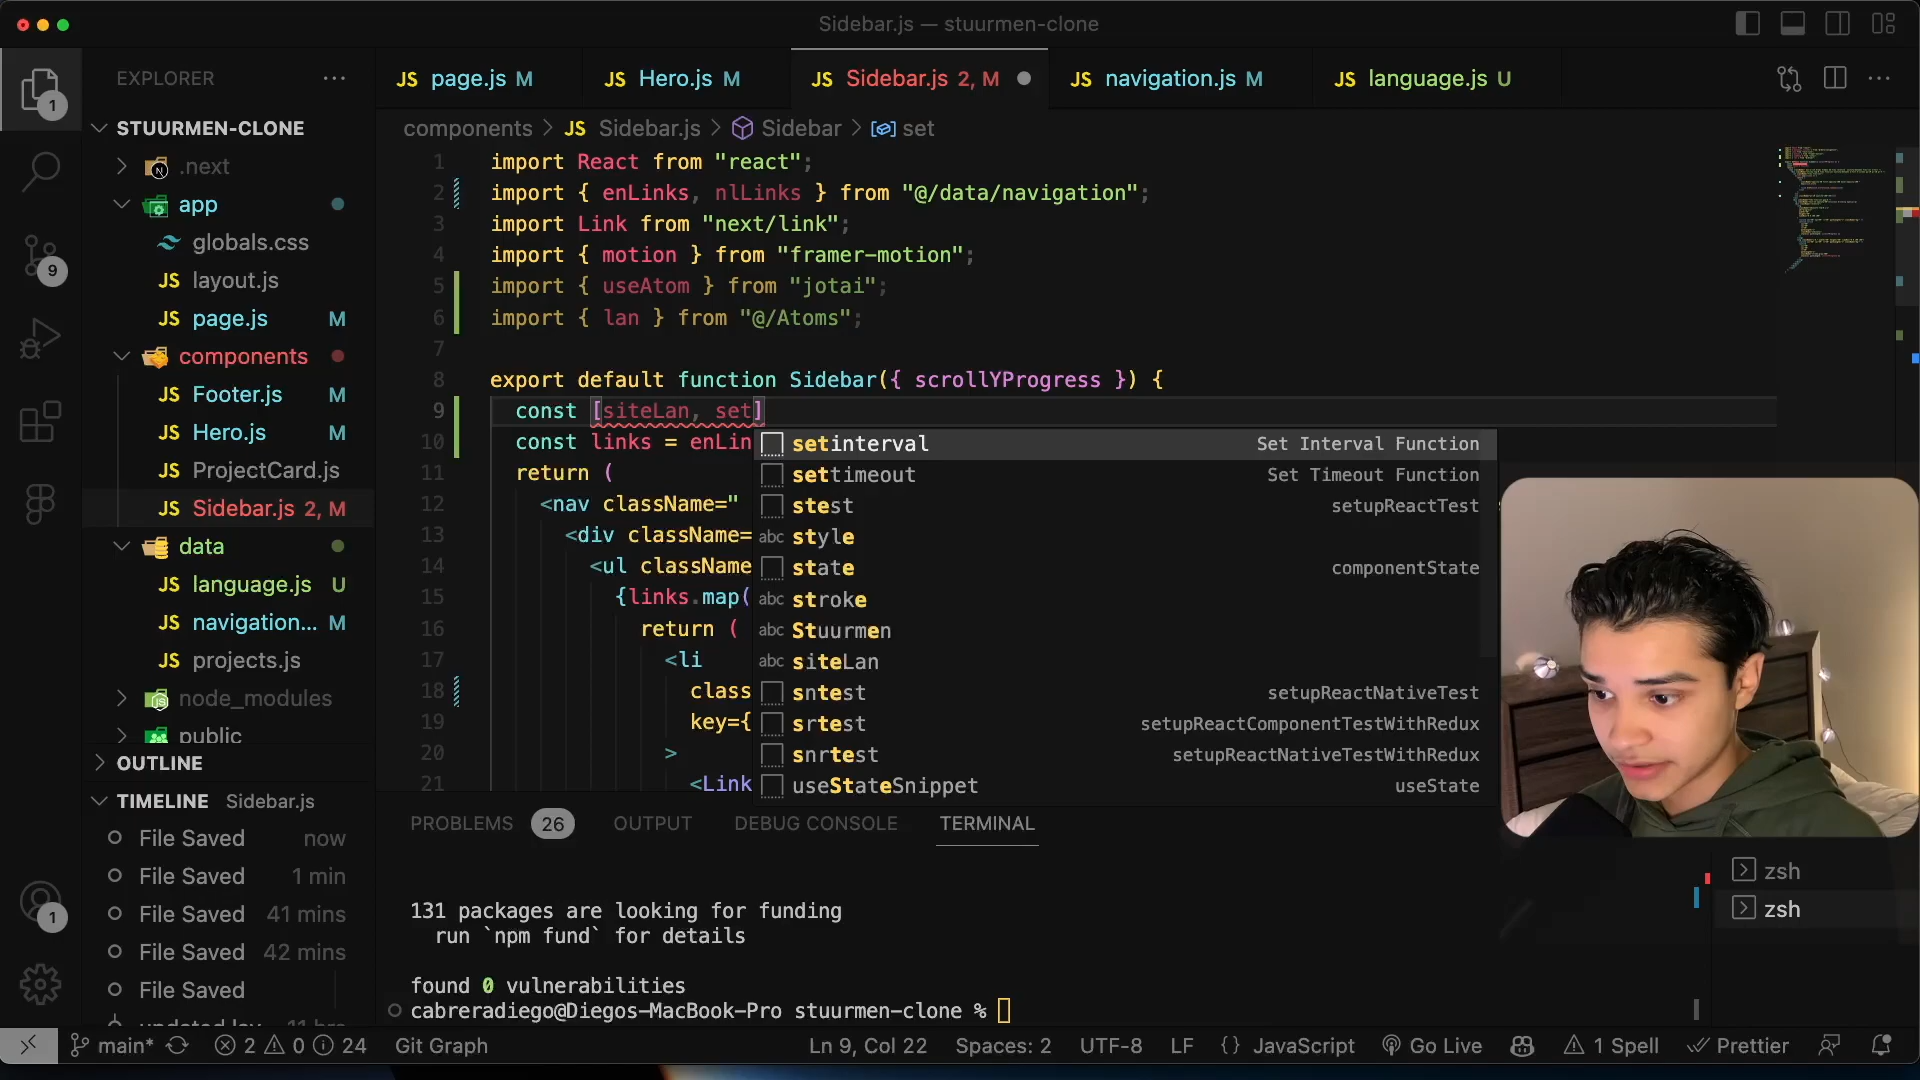 Sidebar.js — stuurmen-clone
EXPLORER
JS page.js M
JS Hero.js M
JS Sidebar.js 2, M
JS navigation.js M
JS language.js U
components > JS Sidebar.js > Sidebar > set
STUURMEN-CLONE
.next
app
globals.css
JS layout.js
JS page.js M
components
JS Footer.js M
JS Hero.js M
JS ProjectCard.js
JS Sidebar.js 2, M
data
JS language.js U
JS navigation... M
JS projects.js
node_modules
public
OUTLINE
TIMELINE Sidebar.js
File Saved now
File Saved 1 min
File Saved 41 mins
File Saved 42 mins
File Saved
1
9
1
1 import React from "react";
2 import { enLinks, nlLinks } from "@/data/navigation";
3 import Link from "next/link";
4 import { motion } from "framer-motion";
5 import { useAtom } from "jotai";
6 import { lan } from "@/Atoms";
7
8 export default function Sidebar({ scrollYProgress }) {
9 const [siteLan, set]
10 const links = enLin
11 return (
12 <nav className="
13 <div className=
14 <ul className
15 {links.map(
16 return (
17 <li
18 class
19 key={
20 >
21 <Link
setinterval Set Interval Function
settimeout Set Timeout Function
stest setupReactTest
abc style
state componentState
abc stroke
abc Stuurmen
abc siteLan
sntest setupReactNativeTest
srtest setupReactComponentTestWithRedux
snrtest setupReactNativeTestWithRedux
useStateSnippet useState
PROBLEMS 26 OUTPUT DEBUG CONSOLE TERMINAL
131 packages are looking for funding
run `npm fund` for details
found 0 vulnerabilities
cabreradiego@Diegos-MacBook-Pro stuurmen-clone %
zsh
zsh
main* 2 0 24 Git Graph
Ln 9, Col 22 Spaces: 2 UTF-8 LF {} JavaScript Go Live 1 Spell Prettier